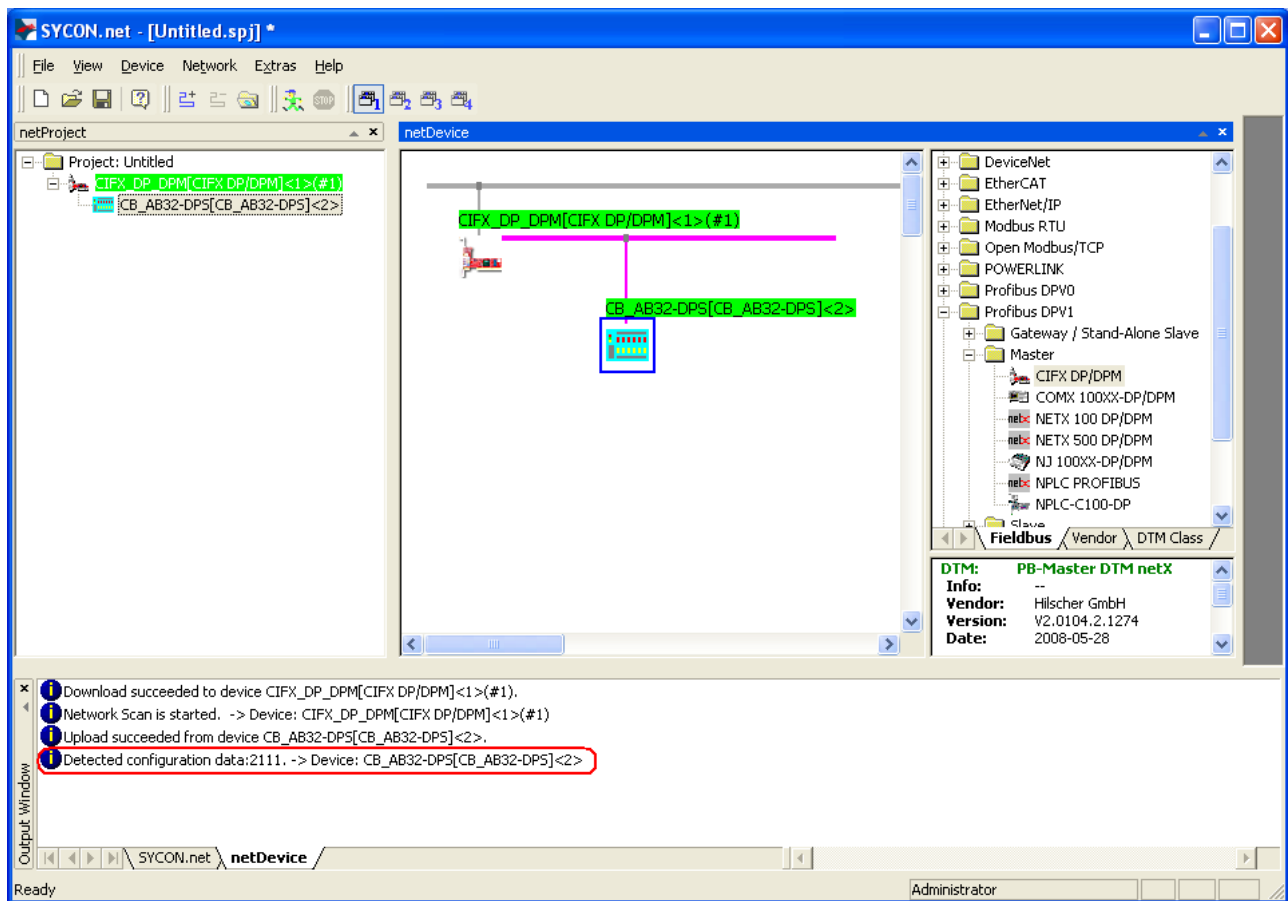 SYCON.net - [Untitled.spj] *
File View Device Network Extras Help
netProject
Project: Untitled
CIFX_DP_DPM[CIFX DP/DPM]<1>(#1)
CB_AB32-DPS[CB_AB32-DPS]<2>
netDevice
CIFX_DP_DPM[CIFX DP/DPM]<1>(#1)
CB_AB32-DPS[CB_AB32-DPS]<2>
DeviceNet
EtherCAT
EtherNet/IP
Modbus RTU
Open Modbus/TCP
POWERLINK
Profibus DPV0
Profibus DPV1
Gateway / Stand-Alone Slave
Master
CIFX DP/DPM
COMX 100XX-DP/DPM
netX NETX 100 DP/DPM
netX NETX 500 DP/DPM
NJ 100XX-DP/DPM
netX NPLC PROFIBUS
NPLC-C100-DP
Slave
Fieldbus Vendor DTM Class
DTM: PB-Master DTM netX
Info: --
Vendor: Hilscher GmbH
Version: V2.0104.2.1274
Date: 2008-05-28
Download succeeded to device CIFX_DP_DPM[CIFX DP/DPM]<1>(#1).
Network Scan is started. -> Device: CIFX_DP_DPM[CIFX DP/DPM]<1>(#1)
Upload succeeded from device CB_AB32-DPS[CB_AB32-DPS]<2>.
Detected configuration data:2111. -> Device: CB_AB32-DPS[CB_AB32-DPS]<2>
Output Window
SYCON.net netDevice
Ready
Administrator